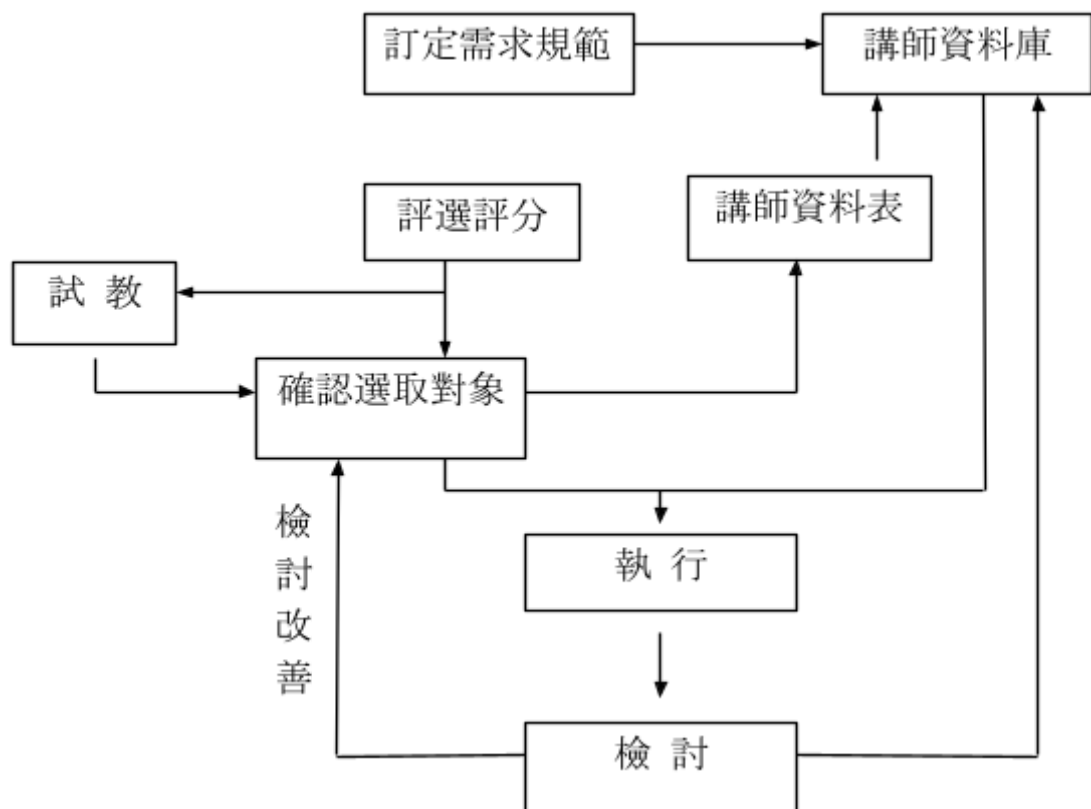 訂定需求規範
講師資料庫
講師資料表
評選評分
試 教
確認選取對象
檢討改善
執 行
檢 討